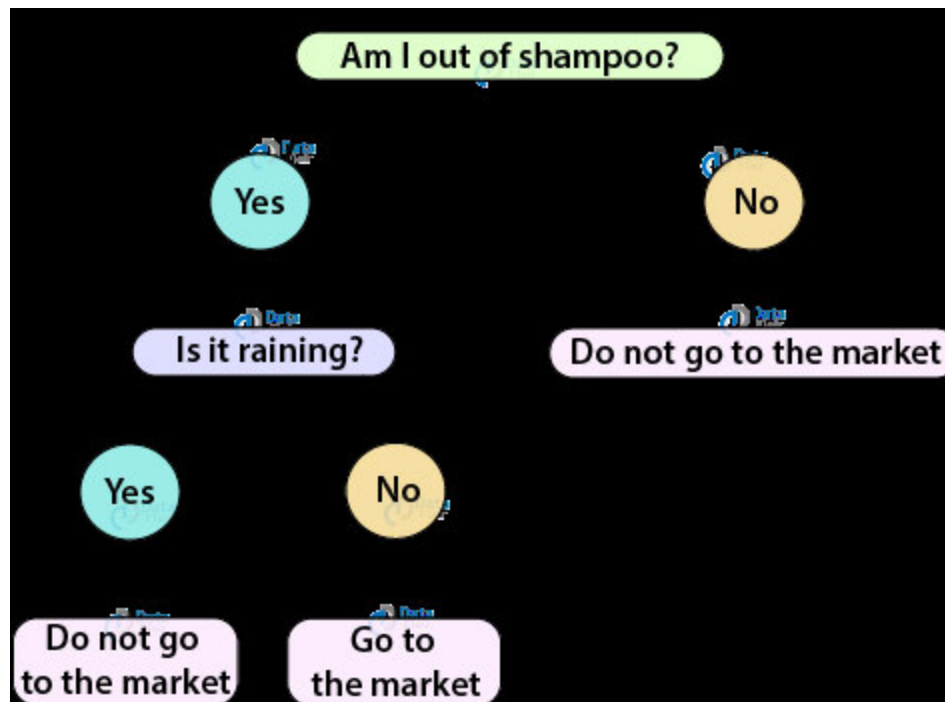 Am I out of shampoo?
Yes
No
Is it raining?
Do not go to the market
Yes
No
Do not go
to the market
Go to
the market